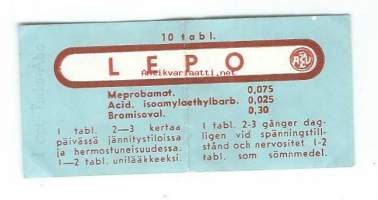 10 tabl.
LEPO
Antikvariaatti.net
Meprobamat. 0,075
Acid. isoamylaethylbarb. 0,025
Bromisoval. 0,30
1 tabl. 2—3 kertaa
päivässä jännitystiloissa
ja hermostuneisuudessa.
1—2 tabl. unilääkkeeksi.
1 tabl. 2-3 gånger dag-
ligen vid spänningstill-
stånd och nervositet 1-2
tabl. som sömnmedel.